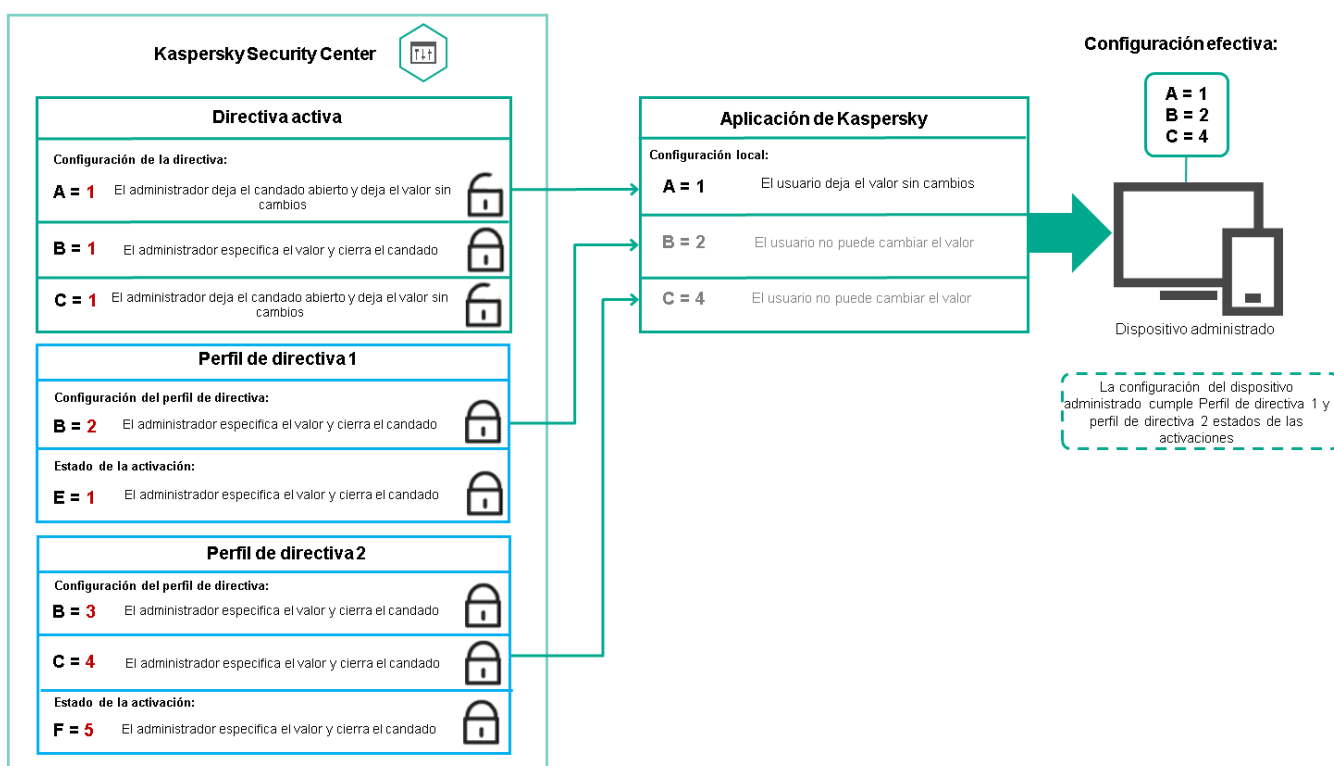 Kaspersky Security Center
Directiva activa
Configuración de la directiva:
A = 1 El administrador deja el candado abierto y deja el valor sin
cambios
B = 1 El administrador especifica el valor y cierra el candado
C = 1 El administrador deja el candado abierto y deja el valor sin
cambios
Perfil de directiva 1
Configuración del perfil de directiva:
B = 2 El administrador especifica el valor y cierra el candado
Estado de la activación:
E = 1 El administrador especifica el valor y cierra el candado
Perfil de directiva 2
Configuración del perfil de directiva:
B = 3 El administrador especifica el valor y cierra el candado
C = 4 El administrador especifica el valor y cierra el candado
Estado de la activación:
F = 5 El administrador especifica el valor y cierra el candado
Aplicación de Kaspersky
Configuración local:
A = 1 El usuario deja el valor sin cambios
B = 2 El usuario no puede cambiar el valor
C = 4 El usuario no puede cambiar el valor
Configuración efectiva:
A = 1
B = 2
C = 4
Dispositivo administrado
La configuración del dispositivo
administrado cumple Perfil de directiva 1 y
perfil de directiva 2 estados de las
activaciones